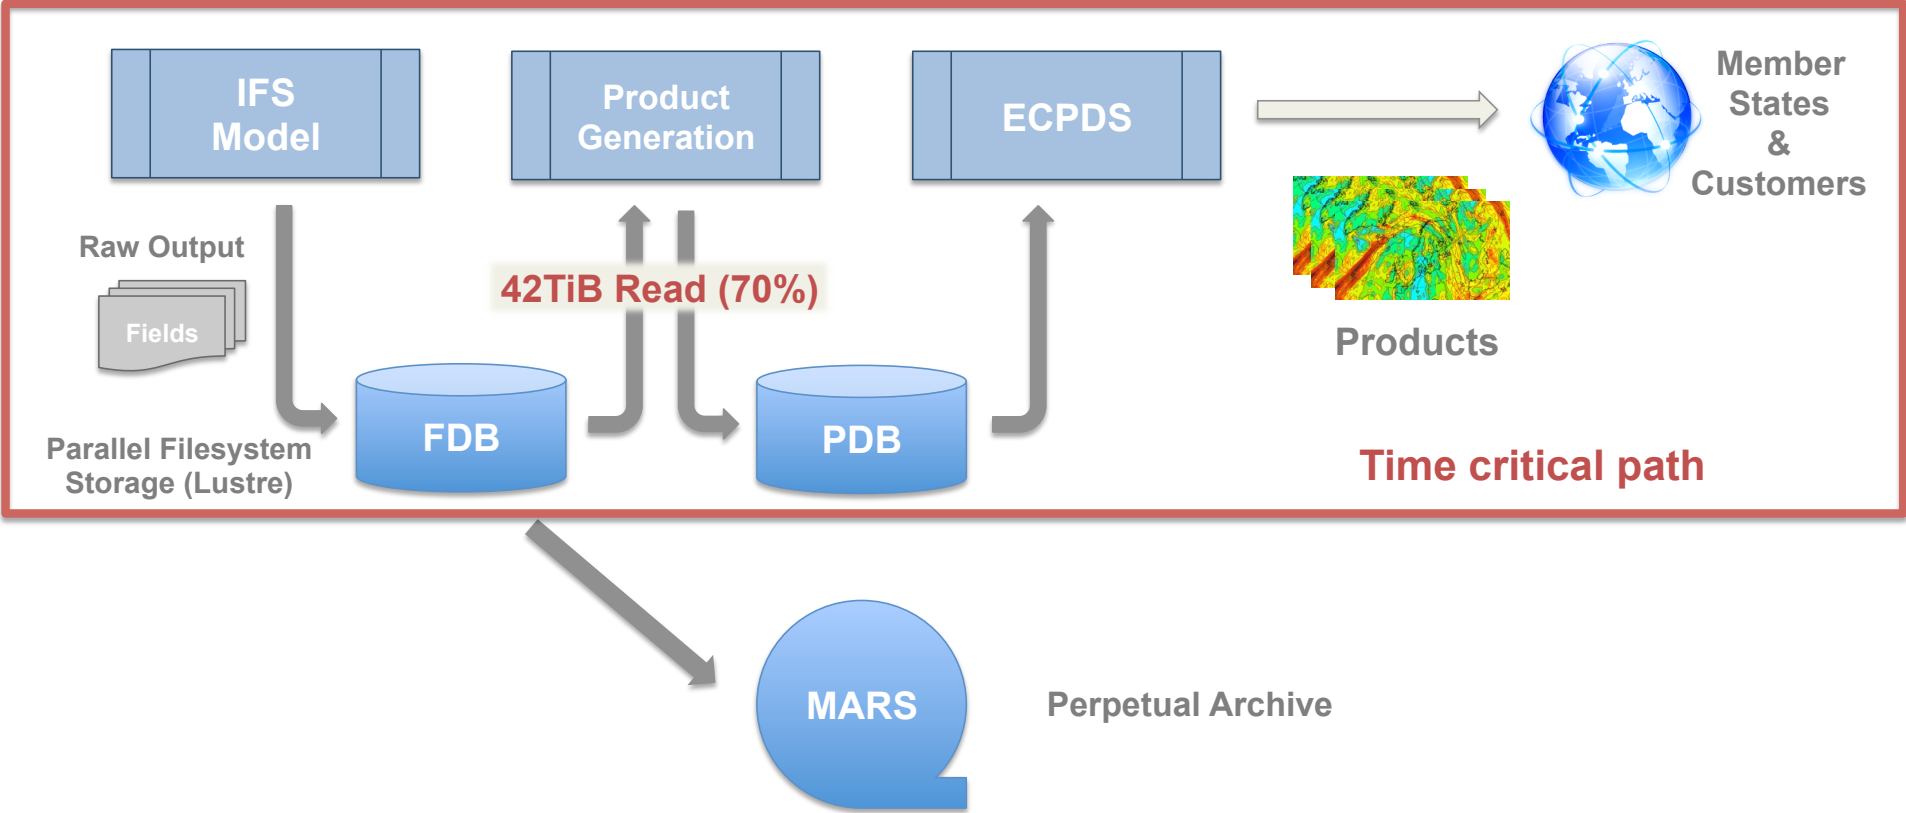 IFS
Model
Product
Generation
ECPDS
Member
States
&
Customers
Raw Output
Fields
42TiB Read (70%)
Products
FDB
PDB
Parallel Filesystem
Storage (Lustre)
Time critical path
MARS
Perpetual Archive